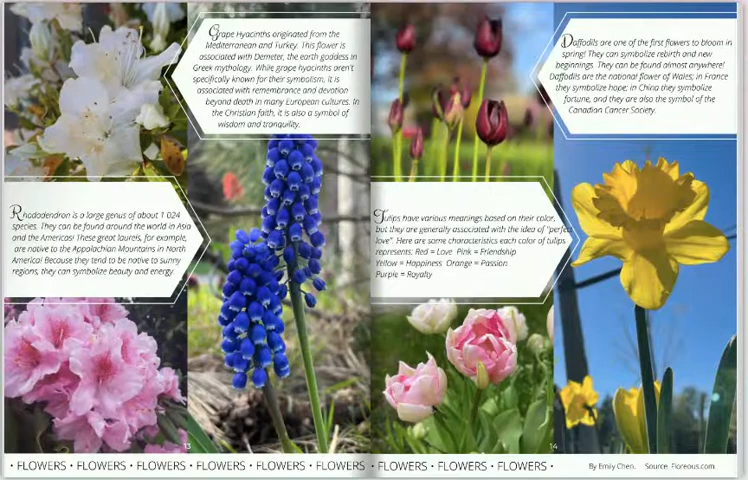 Grape Hyacinths originated from the
Mediterranean and Turkey. This flower is
associated with Demeter, the earth goddess in
Greek mythology. While grape hyacinths aren't
specifically known for their symbolism, it is
associated with remembrance and devotion
beyond death in many European cultures. In
the Christian faith, it is also a symbol of
wisdom and tranquility.
Rhododendron is a large genus of about 1 024
species. They can be found around the world in Asia
and the Americas! These great laurels, for example,
are native to the Appalachian Mountains in North
America! Because they tend to be native to sunny
regions, they can symbolize beauty and energy.
13
• FLOWERS • FLOWERS • FLOWERS • FLOWERS • FLOWERS • FLOWERS • FLOWERS • FLOWERS •
Daffodils are one of the first flowers to bloom in
spring! They can symbolize rebirth and new
beginnings. They can be found almost anywhere!
Daffodils are the national flower of Wales; in France
they symbolize hope; in China they symbolize
fortune, and they are also the symbol of the
Canadian Cancer Society.
Tulips have various meanings based on their color,
but they are generally associated with the idea of "perfect
love". Here are some characteristics each color of tulips
represents: Red = Love Pink = Friendship
Yellow = Happiness Orange = Passion
Purple = Royalty
14
By Emily Chen. Source: Floreous.com